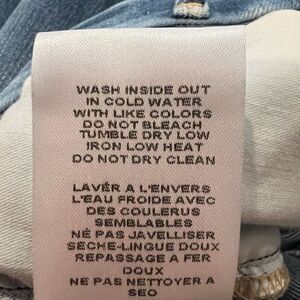 WASH INSIDE OUT
IN COLD WATER
WITH LIKE COLORS
DO NOT BLEACH
TUMBLE DRY LOW
IRON LOW HEAT
DO NOT DRY CLEAN
LAVÉR A L'ENVERS
L'EAU FROIDE AVEC
DES COULERUS
SEMBLABLES
NÉ PAS JAVELLISER
SECHE-LINGUE DOUX
REPASSAGE A FER
DOUX
NE PAS NETTOYER A
SEO